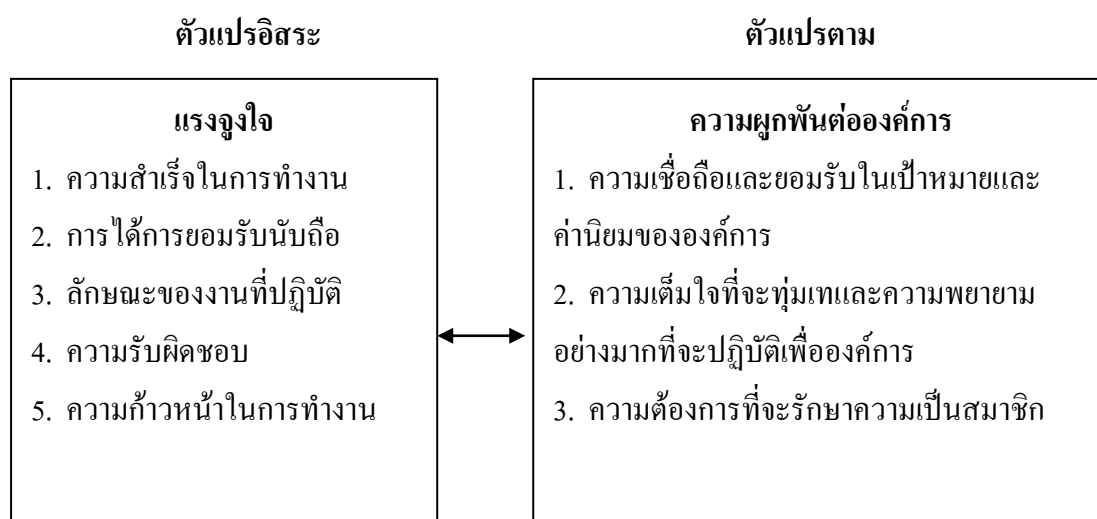 ตัวแปรอิสระ
ตัวแปรตาม
แรงจูงใจ
1. ความสำเร็จในการทำงาน
2. การได้การยอมรับนับถือ
3. ลักษณะของงานที่ปฏิบัติ
4. ความรับผิดชอบ
5. ความก้าวหน้าในการทำงาน
ความผูกพันต่อองค์การ
1. ความเชื่อถือและยอมรับในเป้าหมายและ
ค่านิยมขององค์การ
2. ความเต็มใจที่จะทุ่มเทและความพยายาม
อย่างมากที่จะปฏิบัติเพื่อองค์การ
3. ความต้องการที่จะรักษาความเป็นสมาชิก